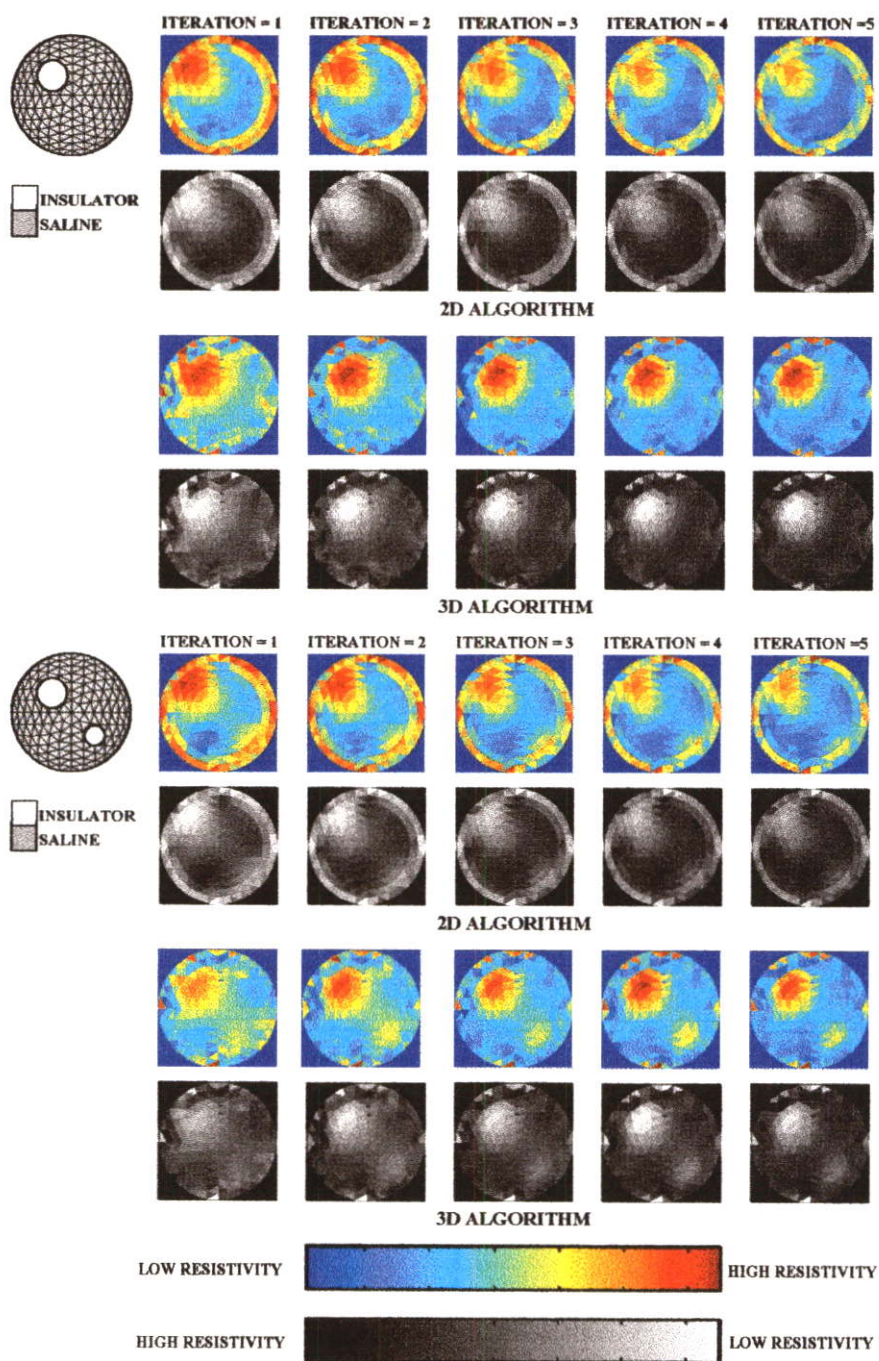 ITERATION = 1 ITERATION = 2 ITERATION = 3 ITERATION = 4 ITERATION =5
INSULATOR
SALINE
2D ALGORITHM
3D ALGORITHM
ITERATION = 1 ITERATION = 2 ITERATION = 3 ITERATION = 4 ITERATION =5
INSULATOR
SALINE
2D ALGORITHM
3D ALGORITHM
LOW RESISTIVITY HIGH RESISTIVITY
HIGH RESISTIVITY LOW RESISTIVITY